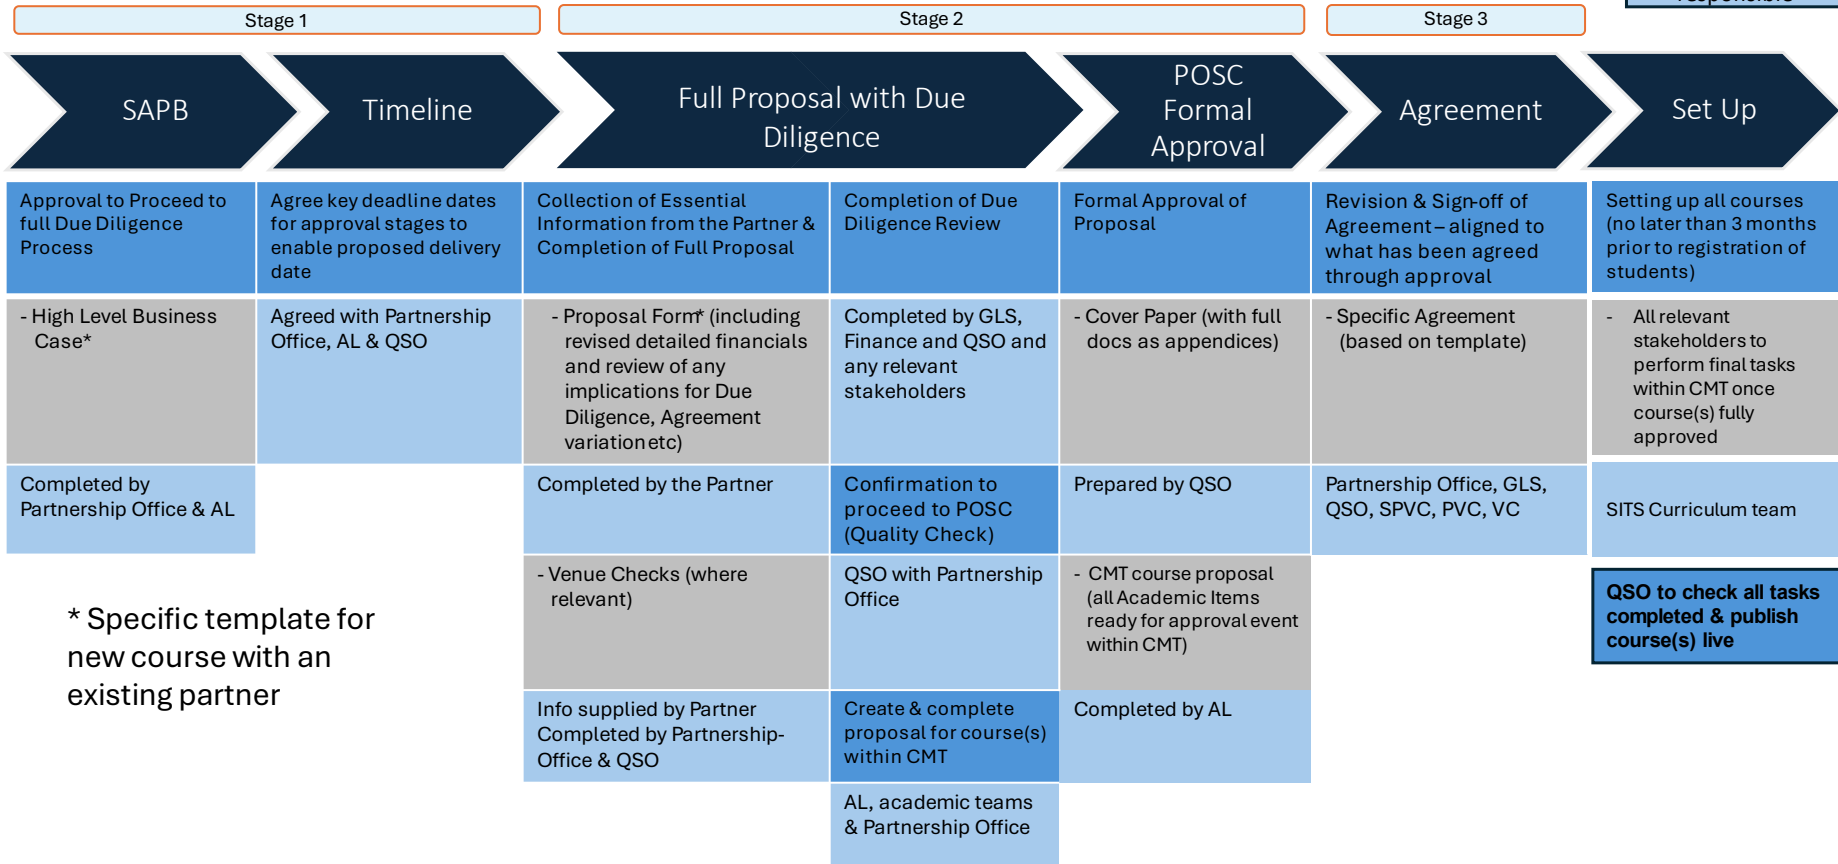 responsible
Stage 1
Stage 2
Stage 3
SAPB
Timeline
Full Proposal with Due
Diligence
POSC
Formal
Approval
Agreement
Set Up
Approval to Proceed to
full Due Diligence
Process
Agree key deadline dates
for approval stages to
enable proposed delivery
date
Collection of Essential
Information from the Partner &
Completion of Full Proposal
Completion of Due
Diligence Review
Formal Approval of
Proposal
Revision & Sign-off of
Agreement – aligned to
what has been agreed
through approval
Setting up all courses
(no later than 3 months
prior to registration of
students)
- High Level Business
Case*
Agreed with Partnership
Office, AL & QSO
- Proposal Form* (including
revised detailed financials
and review of any
implications for Due
Diligence, Agreement
variation etc)
Completed by GLS,
Finance and QSO and
any relevant
stakeholders
- Cover Paper (with full
docs as appendices)
- Specific Agreement
(based on template)
- All relevant
stakeholders to
perform final tasks
within CMT once
course(s) fully
approved
Completed by
Partnership Office & AL
Completed by the Partner
Confirmation to
proceed to POSC
(Quality Check)
Prepared by QSO
Partnership Office, GLS,
QSO, SPVC, PVC, VC
SITS Curriculum team
- Venue Checks (where
relevant)
QSO with Partnership
Office
- CMT course proposal
(all Academic Items
ready for approval event
within CMT)
QSO to check all tasks
completed & publish
course(s) live
* Specific template for
new course with an
existing partner
Info supplied by Partner
Completed by Partnership-
Office & QSO
Create & complete
proposal for course(s)
within CMT
Completed by AL
AL, academic teams
& Partnership Office